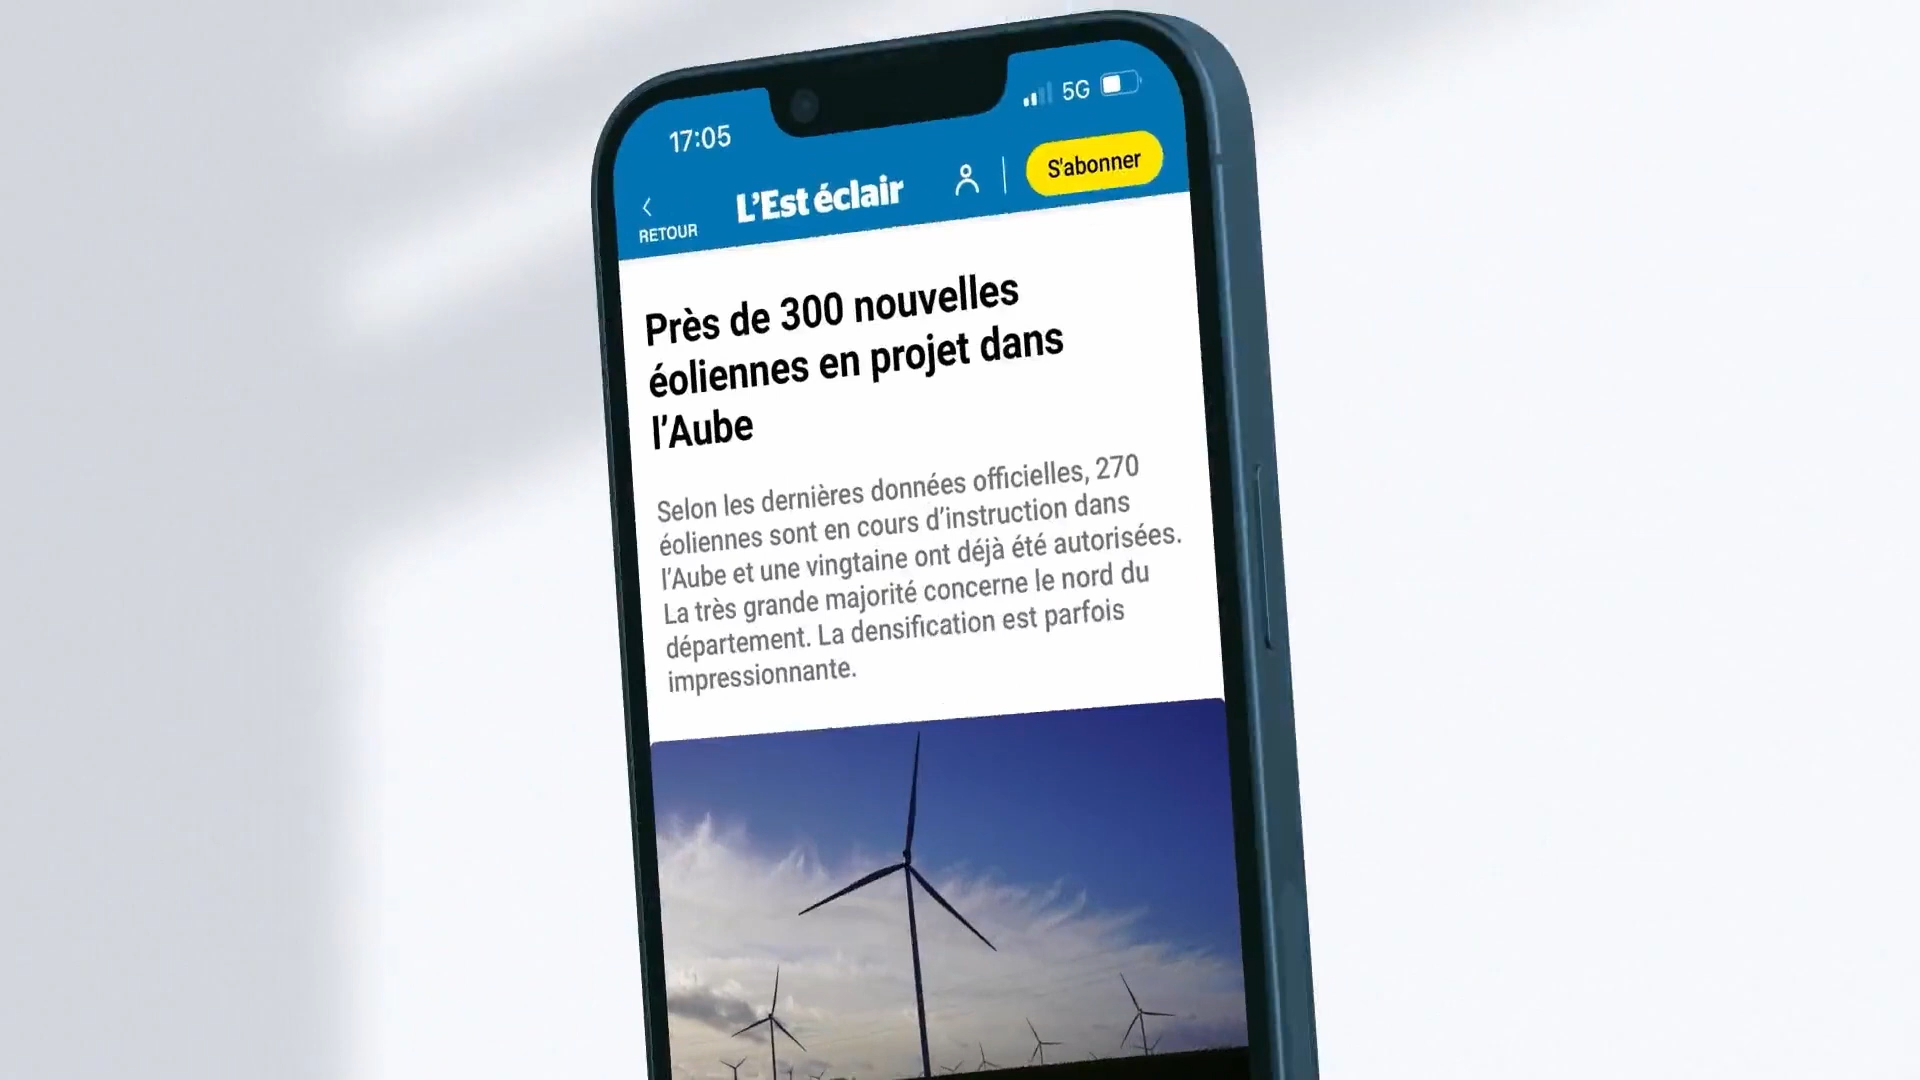 17:05
5G
RETOUR
L'Est éclair
S'abonner
Près de 300 nouvelles
éoliennes en projet dans
l'Aube
Selon les dernières données officielles, 270
éoliennes sont en cours d'instruction dans
l'Aube et une vingtaine ont déjà été autorisées.
La très grande majorité concerne le nord du
département. La densification est parfois
impressionnante.